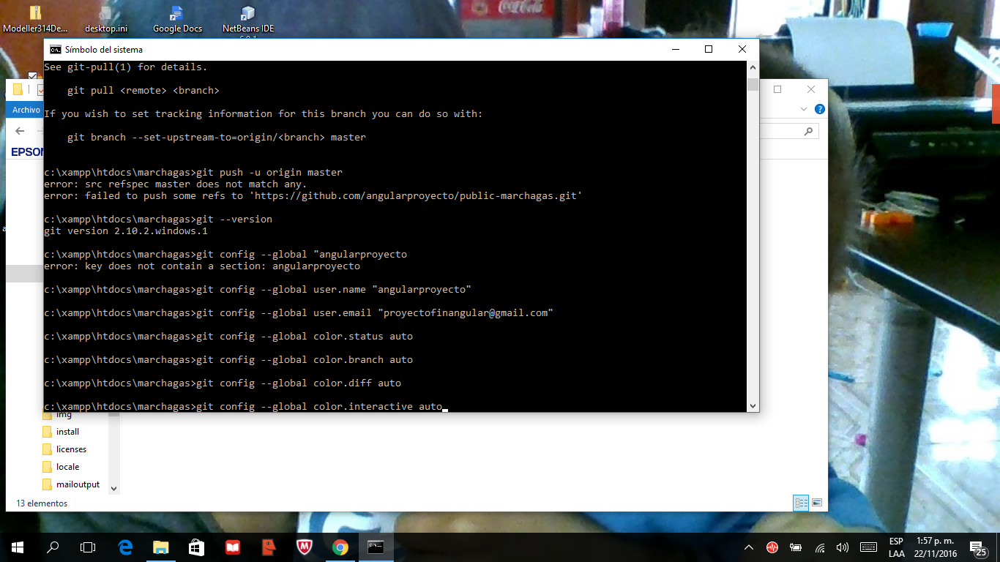 Modeller314De...
desktop.ini
Google Docs
NetBeans IDE
Símbolo del sistema
See git-pull(1) for details.
git pull <remote> <branch>
If you wish to set tracking information for this branch you can do so with:
git branch --set-upstream-to=origin/<branch> master
c:\xampp\htdocs\marchagas>git push -u origin master
error: src refspec master does not match any.
error: failed to push some refs to 'https://github.com/angularproyecto/public-marchagas.git'
c:\xampp\htdocs\marchagas>git --version
git version 2.10.2.windows.1
c:\xampp\htdocs\marchagas>git config --global "angularproyecto
error: key does not contain a section: angularproyecto
c:\xampp\htdocs\marchagas>git config --global user.name "angularproyecto"
c:\xampp\htdocs\marchagas>git config --global user.email "proyectofinangular@gmail.com"
c:\xampp\htdocs\marchagas>git config --global color.status auto
c:\xampp\htdocs\marchagas>git config --global color.branch auto
c:\xampp\htdocs\marchagas>git config --global color.diff auto
c:\xampp\htdocs\marchagas>git config --global color.interactive auto
Archivo
EPSON
img
install
licenses
locale
mailoutput
13 elementos
ESP
LAA
1:57 p. m.
22/11/2016
25